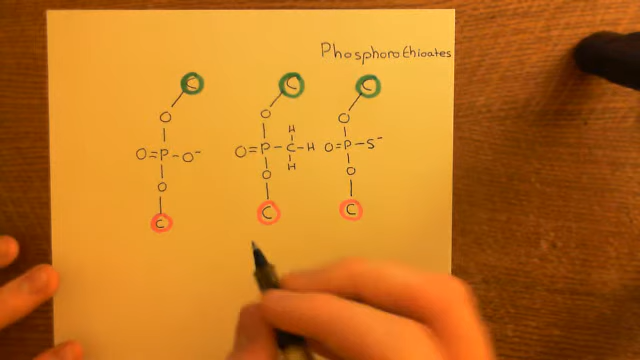 Phosphorothioates
C C C
O O O
H
O=P-O⁻ O=P-C-H O=P-S⁻
H
O O O
C C C